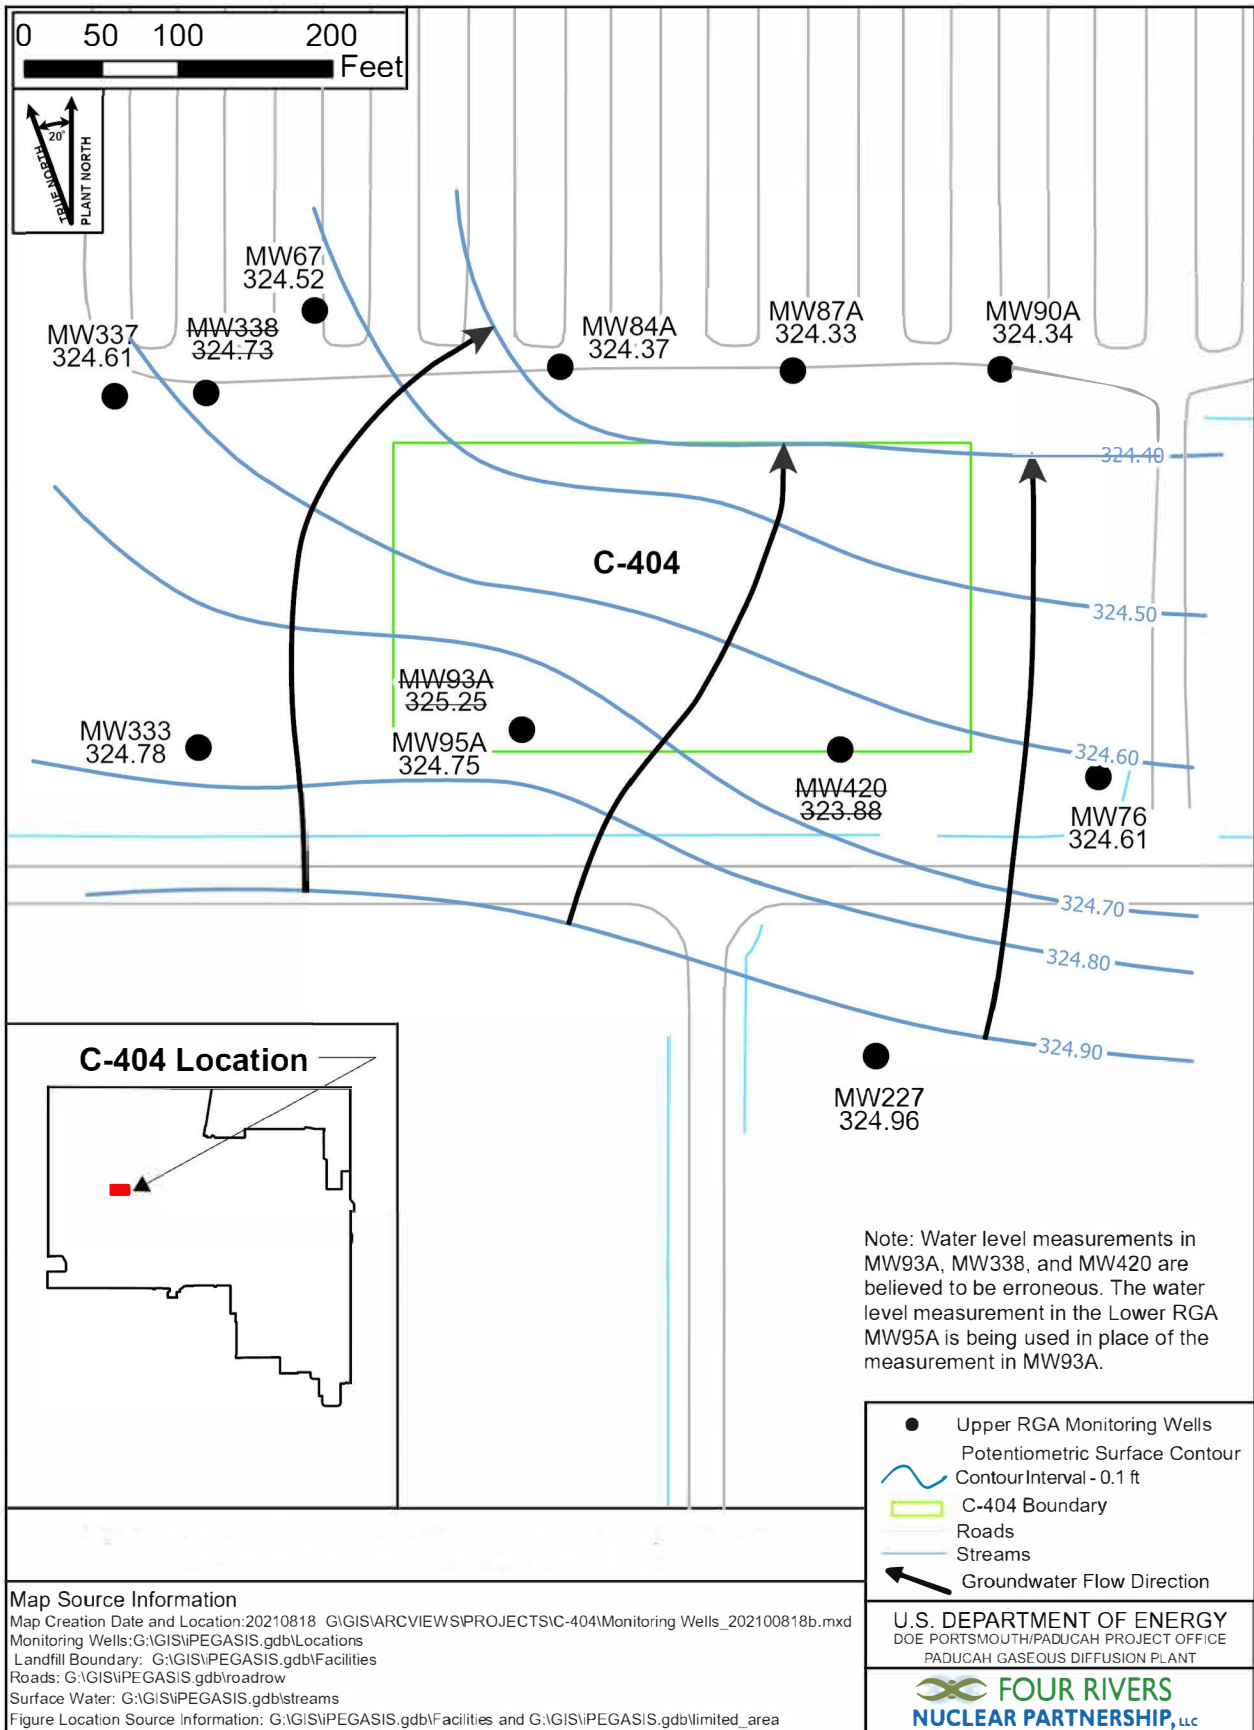 0 50 100 200
Feet
20°
TRUE NORTH
PLANT NORTH
MW67
324.52
MW337
324.61
MW338
324.73
MW84A
324.37
MW87A
324.33
MW90A
324.34
324.40
C-404
324.50
MW93A
325.25
MW333
324.78
MW95A
324.75
324.60
MW420
323.88
MW76
324.61
324.70
324.80
324.90
C-404 Location
MW227
324.96
Note: Water level measurements in
MW93A, MW338, and MW420 are
believed to be erroneous. The water
level measurement in the Lower RGA
MW95A is being used in place of the
measurement in MW93A.
Upper RGA Monitoring Wells
Potentiometric Surface Contour
Contour Interval - 0.1 ft
C-404 Boundary
Roads
Streams
Groundwater Flow Direction
Map Source Information
Map Creation Date and Location:20210818 G\GIS\ARCVIEWS\PROJECTS\C-404\Monitoring Wells_202100818b.mxd
Monitoring Wells:G:\GIS\iPEGASIS.gdb\Locations
Landfill Boundary: G:\GIS\iPEGASIS.gdb\Facilities
Roads: G:\GIS\iPEGASIS.gdb\roadrow
Surface Water: G:\GIS\iPEGASIS.gdb\streams
Figure Location Source Information: G:\GIS\iPEGASIS.gdb\Facilities and G:\GIS\iPEGASIS.gdb\limited_area
U.S. DEPARTMENT OF ENERGY
DOE PORTSMOUTH/PADUCAH PROJECT OFFICE
PADUCAH GASEOUS DIFFUSION PLANT
FOUR RIVERS
NUCLEAR PARTNERSHIP, LLC